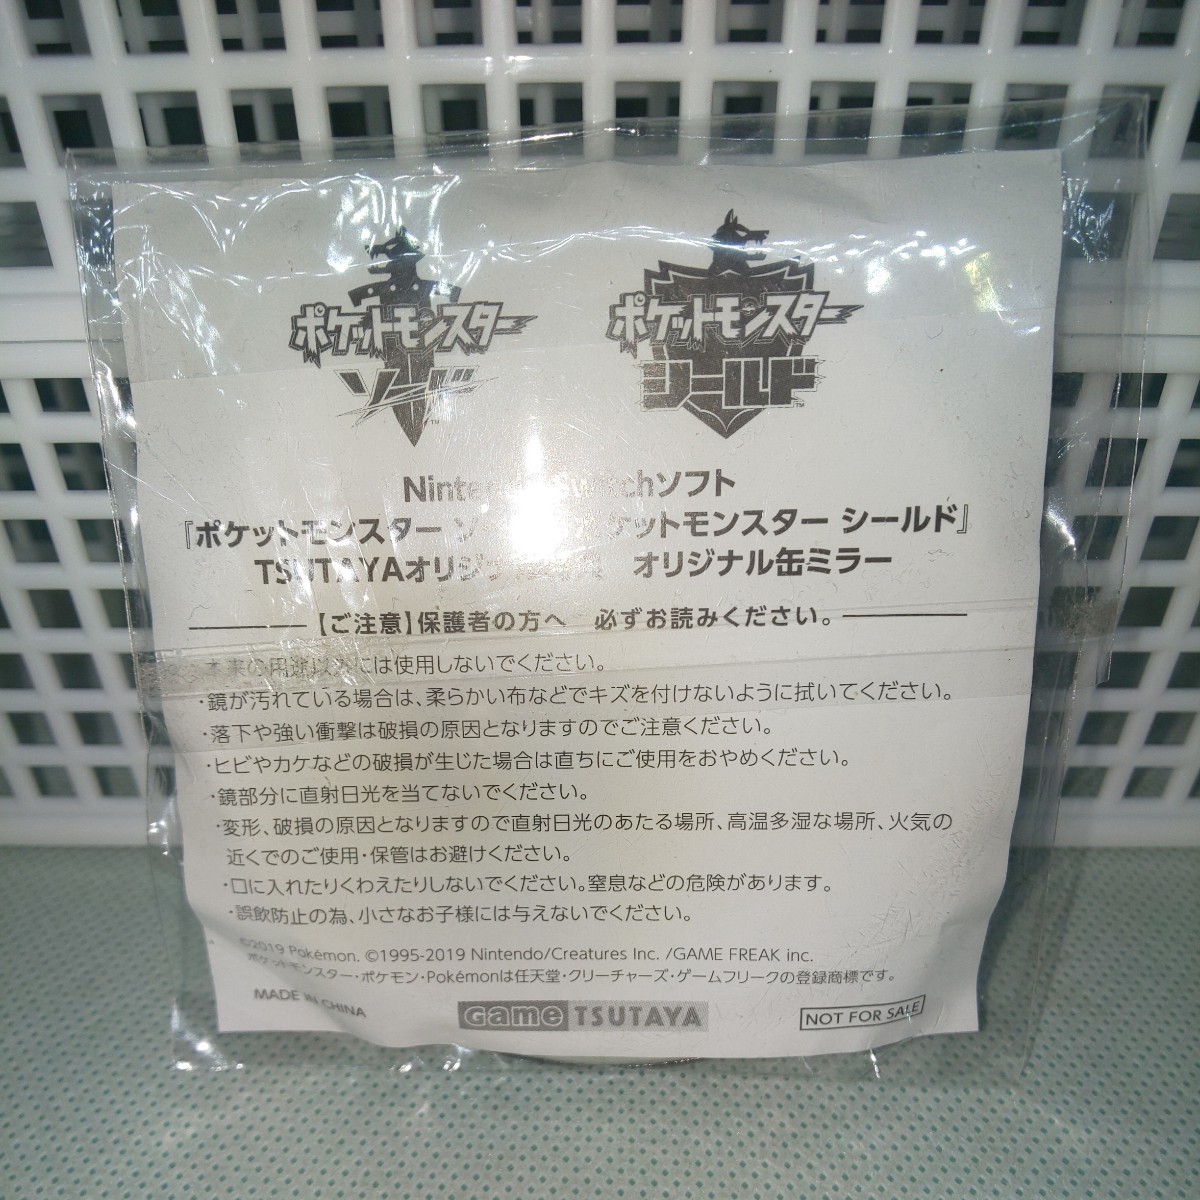 ポケットモンスター
ソード
™
ポケットモンスター
シールド
™
Nintendo Switchソフト
『ポケットモンスター ソ ケットモンスター シールド』
TSUTAYAオリジナル オリジナル缶ミラー
【ご注意】保護者の方へ 必ずお読みください。
・本来の用途以外には使用しないでください。
・鏡が汚れている場合は、柔らかい布などでキズを付けないように拭いてください。
・落下や強い衝撃は破損の原因となりますのでご注意ください。
・ヒビやカケなどの破損が生じた場合は直ちにご使用をおやめください。
・鏡部分に直射日光を当てないでください。
・変形、破損の原因となりますので直射日光のあたる場所、高温多湿な場所、火気の
近くでのご使用・保管はお避けください。
・口に入れたりくわえたりしないでください。窒息などの危険があります。
・誤飲防止の為、小さなお子様には与えないでください。
©2019 Pokémon. ©1995-2019 Nintendo/Creatures Inc. /GAME FREAK inc.
ポケットモンスター・ポケモン・Pokémonは任天堂・クリーチャーズ・ゲームフリークの登録商標です。
MADE IN CHINA
Game TSUTAYA
NOT FOR SALE